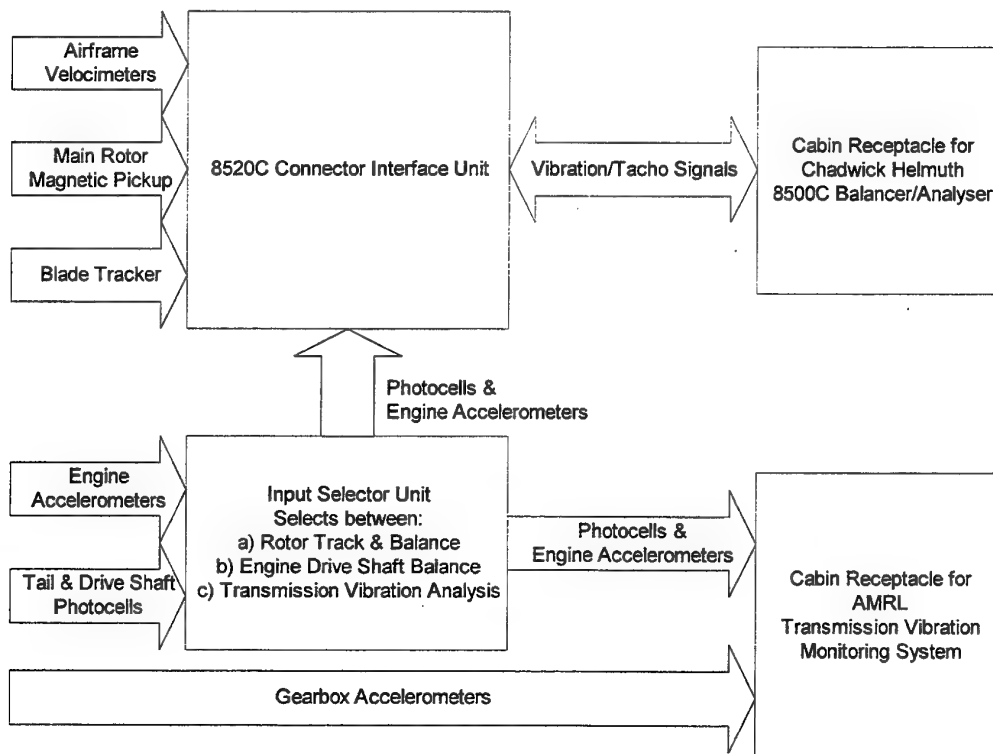 Airframe
Velocimeters
Main Rotor
Magnetic Pickup
Blade Tracker
8520C Connector Interface Unit
Vibration/Tacho Signals
Cabin Receptacle for
Chadwick Helmuth
8500C Balancer/Analyser
Photocells &
Engine Accelerometers
Engine
Accelerometers
Tail & Drive Shaft
Photocells
Input Selector Unit
Selects between:
a) Rotor Track & Balance
b) Engine Drive Shaft Balance
c) Transmission Vibration Analysis
Photocells &
Engine Accelerometers
Cabin Receptacle for
AMRL
Transmission Vibration
Monitoring System
Gearbox Accelerometers